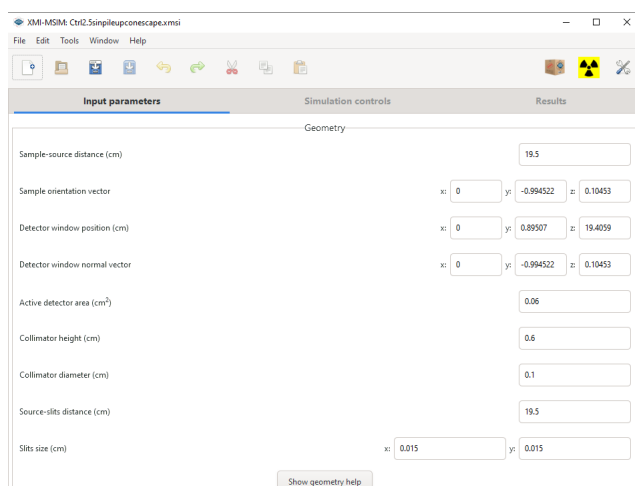 XMI-MSIM: Ctrl2.5sinpileupconescape.xmsi
File Edit Tools Window Help
Input parameters Simulation controls Results
Geometry
Sample-source distance (cm) 19.5
Sample orientation vector x: 0 y: -0.994522 z: 0.10453
Detector window position (cm) x: 0 y: 0.89507 z: 19.4059
Detector window normal vector x: 0 y: -0.994522 z: 0.10453
Active detector area (cm²) 0.06
Collimator height (cm) 0.6
Collimator diameter (cm) 0.1
Source-slits distance (cm) 19.5
Slits size (cm) x: 0.015 y: 0.015
Show geometry help